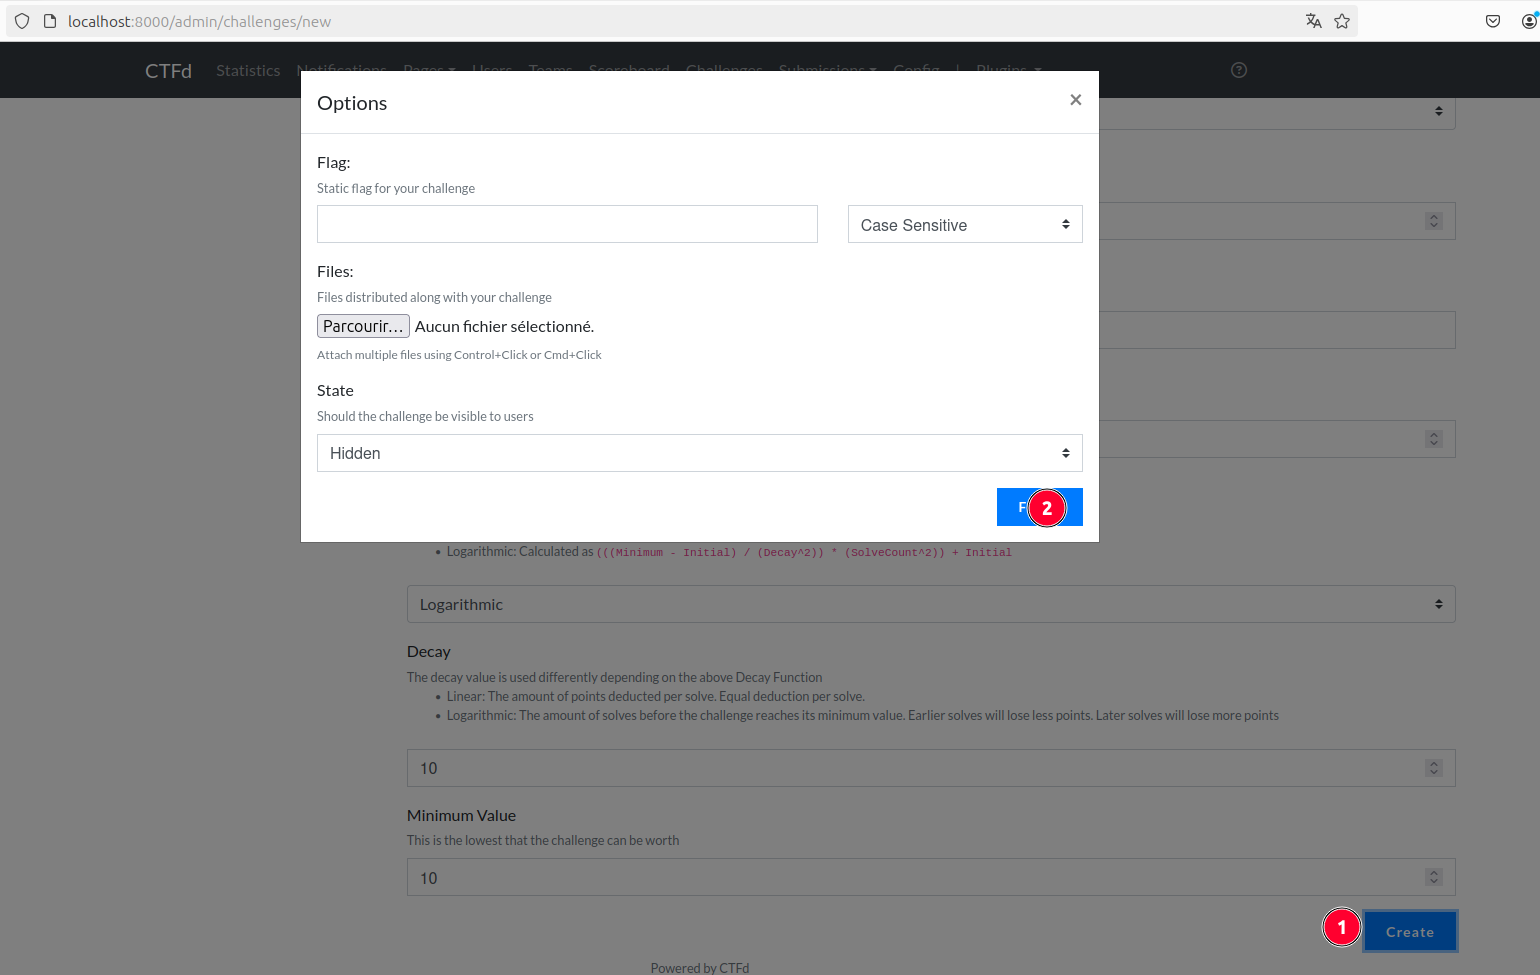 localhost:8000/admin/challenges/new
CTFd Statistics Notifications Pages Users Teams Scoreboard Challenges Submissions Config | Plugins
Options ×
Flag:
Static flag for your challenge
Case Sensitive
Files:
Files distributed along with your challenge
Parcourir... Aucun fichier sélectionné.
Attach multiple files using Control+Click or Cmd+Click
State
Should the challenge be visible to users
Hidden
2
• Logarithmic: Calculated as (((Minimum - Initial) / (Decay^2)) * (SolveCount^2)) + Initial
Logarithmic
Decay
The decay value is used differently depending on the above Decay Function
• Linear: The amount of points deducted per solve. Equal deduction per solve.
• Logarithmic: The amount of solves before the challenge reaches its minimum value. Earlier solves will lose less points. Later solves will lose more points
10
Minimum Value
This is the lowest that the challenge can be worth
10
1 Create
Powered by CTFd